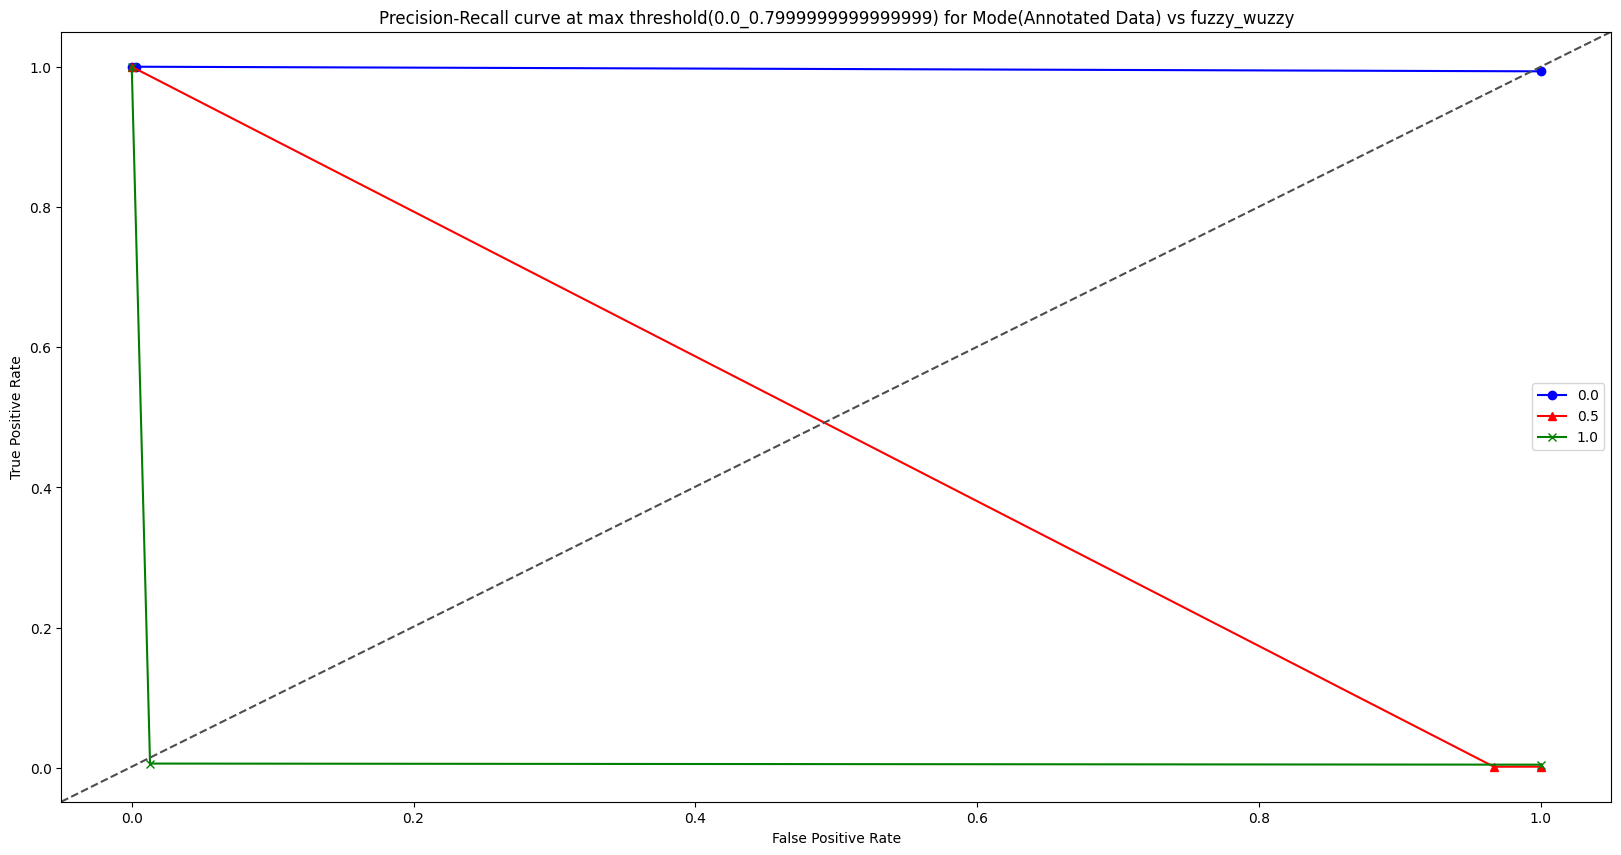 Precision-Recall curve at max threshold(0.0_0.7999999999999999) for Mode(Annotated Data) vs fuzzy_wuzzy
True Positive Rate
1.0
0.8
0.6
0.4
0.2
0.0
0.0
0.5
1.0
0.0 0.2 0.4 0.6 0.8 1.0
False Positive Rate